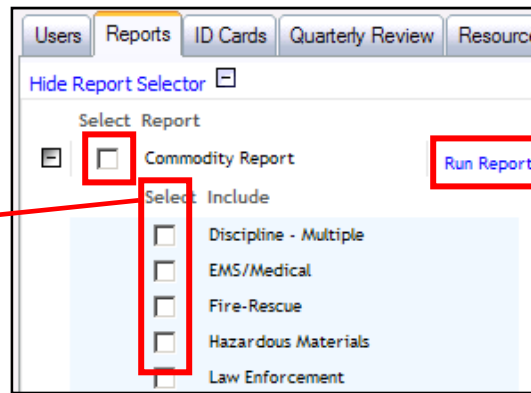 Users Reports ID Cards Quarterly Review Resource
Hide Report Selector
Select Report
Commodity Report Run Report
Select Include
Discipline - Multiple
EMS/Medical
Fire-Rescue
Hazardous Materials
Law Enforcement